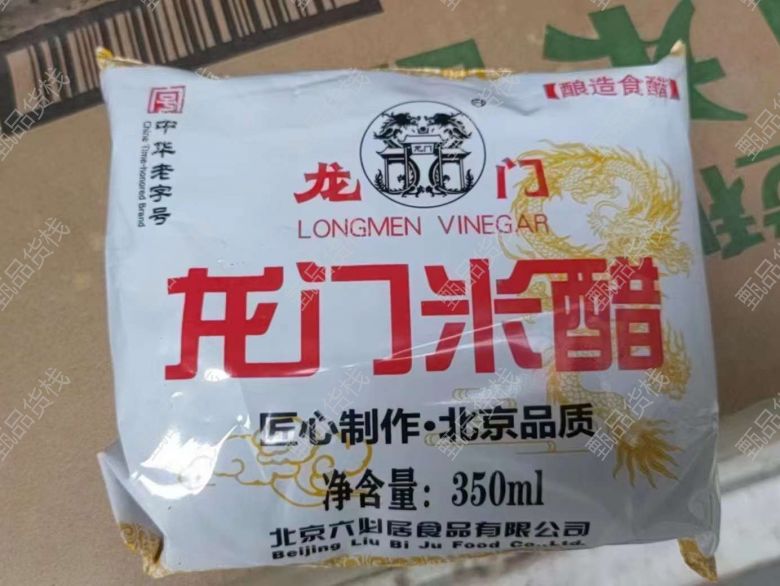 【酿造食醋】
中华老字号
China Time-honored Brand
龙门
龙 门
®
LONGMEN VINEGAR
龙门米醋
匠心制作·北京品质
净含量：350ml
北京六必居食品有限公司
Beijing Liu Bi Ju Food Co.,Ltd.
甄品货栈